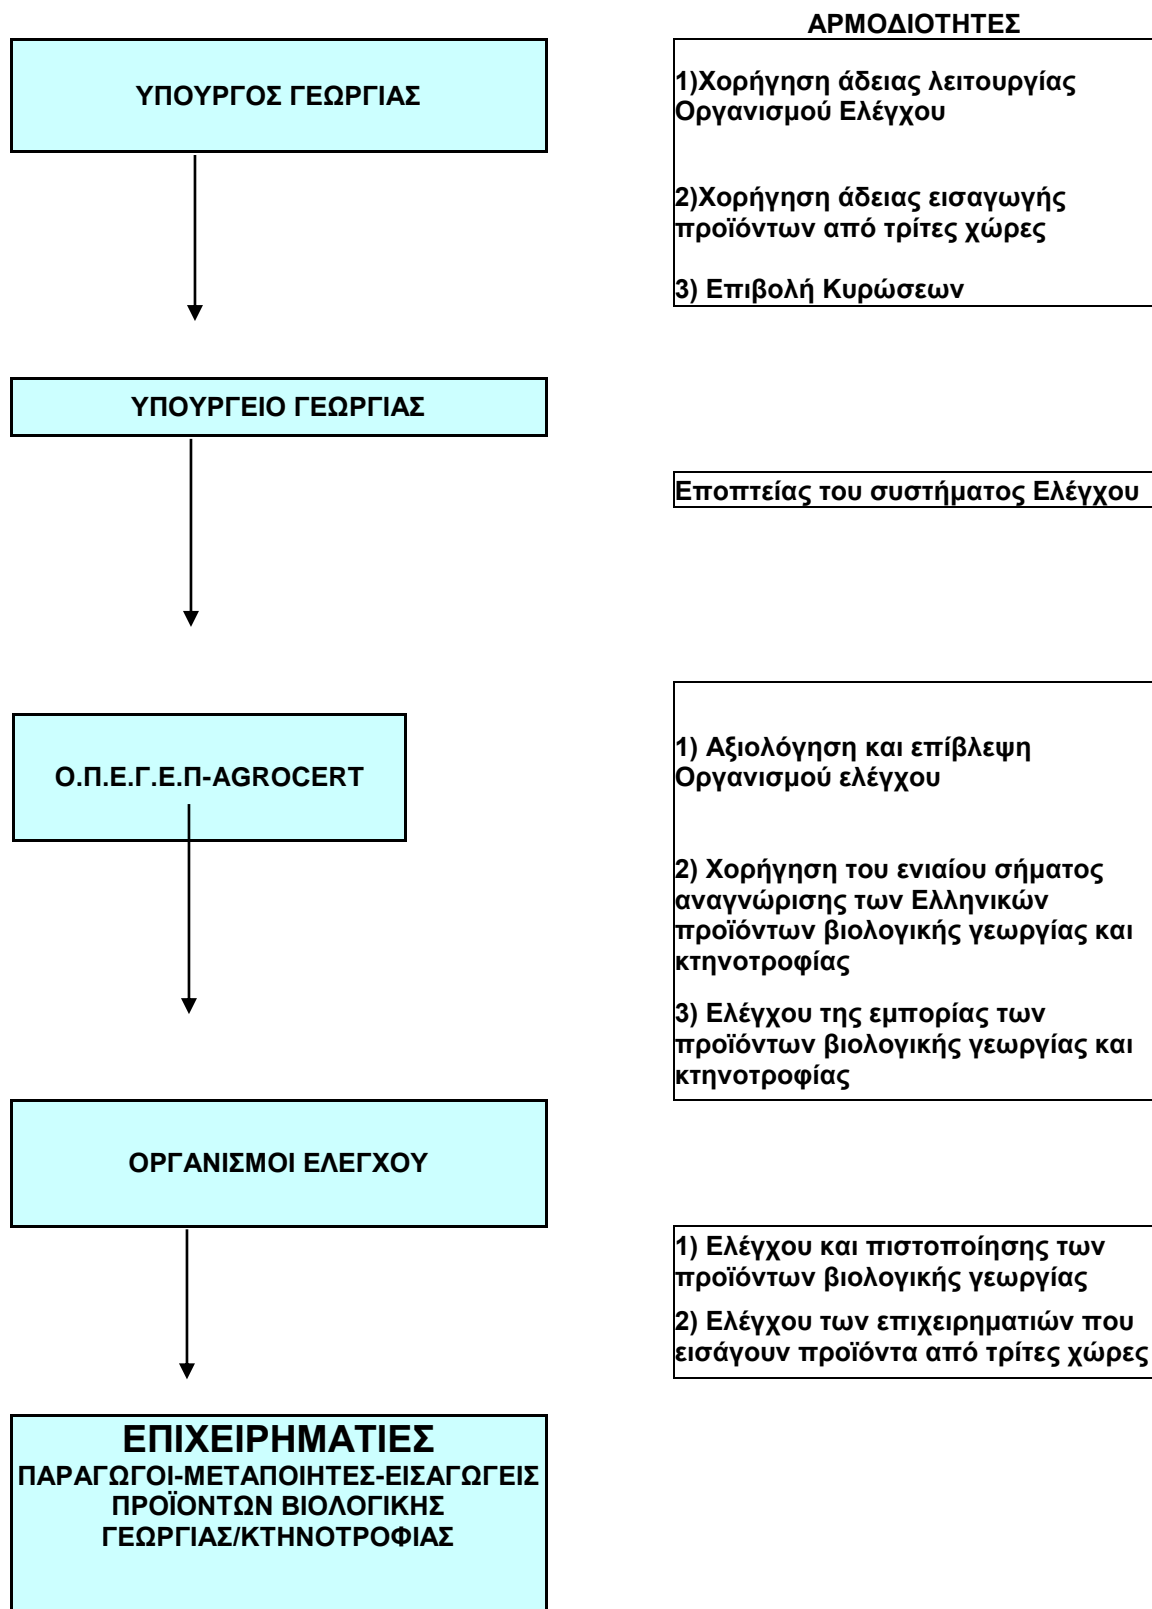 ΑΡΜΟΔΙΟΤΗΤΕΣ
ΥΠΟΥΡΓΟΣ ΓΕΩΡΓΙΑΣ
1)Χορήγηση άδειας λειτουργίας
Οργανισμού Ελέγχου
2)Χορήγηση άδειας εισαγωγής
προϊόντων από τρίτες χώρες
3) Επιβολή Κυρώσεων
ΥΠΟΥΡΓΕΙΟ ΓΕΩΡΓΙΑΣ
Εποπτείας του συστήματος Ελέγχου
Ο.Π.Ε.Γ.Ε.Π-AGROCERT
1) Αξιολόγηση και επίβλεψη
Οργανισμού ελέγχου
2) Χορήγηση του ενιαίου σήματος
αναγνώρισης των Ελληνικών
προϊόντων βιολογικής γεωργίας και
κτηνοτροφίας
3) Ελέγχου της εμπορίας των
προϊόντων βιολογικής γεωργίας και
κτηνοτροφίας
ΟΡΓΑΝΙΣΜΟΙ ΕΛΕΓΧΟΥ
1) Ελέγχου και πιστοποίησης των
προϊόντων βιολογικής γεωργίας
2) Ελέγχου των επιχειρηματιών που
εισάγουν προϊόντα από τρίτες χώρες
ΕΠΙΧΕΙΡΗΜΑΤΙΕΣ
ΠΑΡΑΓΩΓΟΙ-ΜΕΤΑΠΟΙΗΤΕΣ-ΕΙΣΑΓΩΓΕΙΣ
ΠΡΟΪΟΝΤΩΝ ΒΙΟΛΟΓΙΚΗΣ
ΓΕΩΡΓΙΑΣ/ΚΤΗΝΟΤΡΟΦΙΑΣ